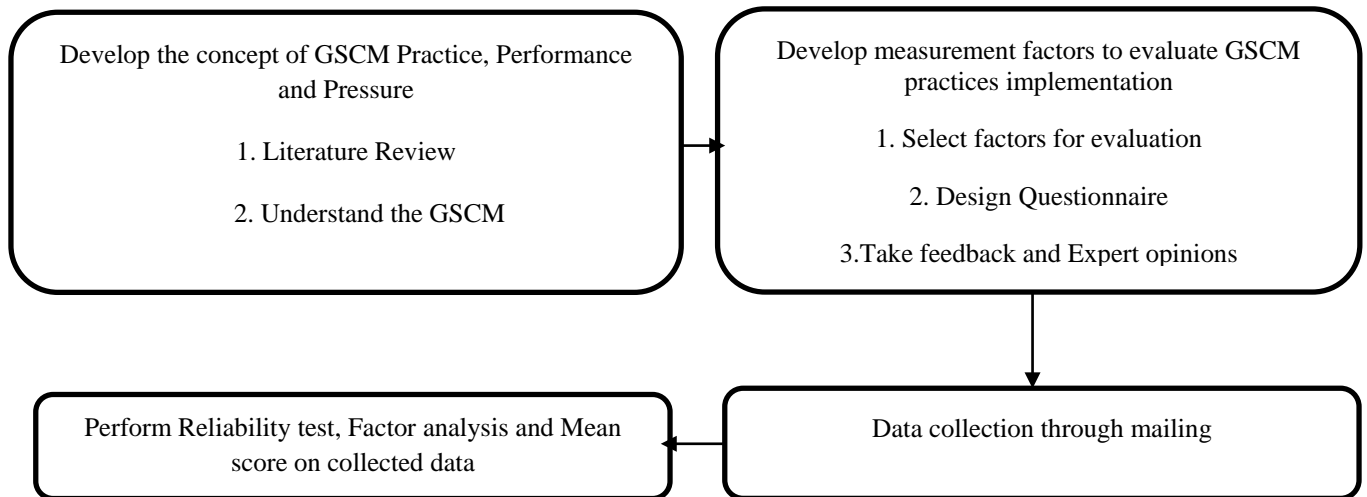 Develop the concept of GSCM Practice, Performance
and Pressure
1. Literature Review
2. Understand the GSCM
Develop measurement factors to evaluate GSCM
practices implementation
1. Select factors for evaluation
2. Design Questionnaire
3.Take feedback and Expert opinions
Data collection through mailing
Perform Reliability test, Factor analysis and Mean
score on collected data